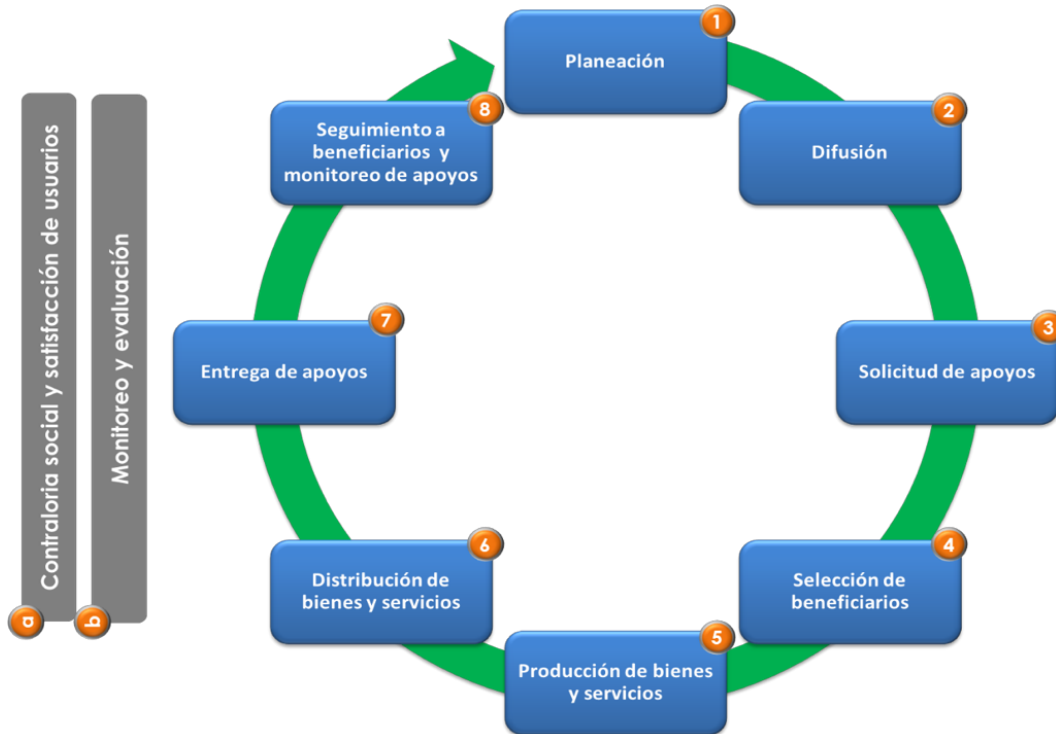 1
Planeación
2
Difusión
3
Solicitud de apoyos
4
Selección de
beneficiarios
5
Producción de bienes
y servicios
6
Distribución de
bienes y servicios
7
Entrega de apoyos
8
Seguimiento a
beneficiarios y
monitoreo de apoyos
a
Contraloria social y satisfacción de usuarios
b
Monitoreo y evaluación